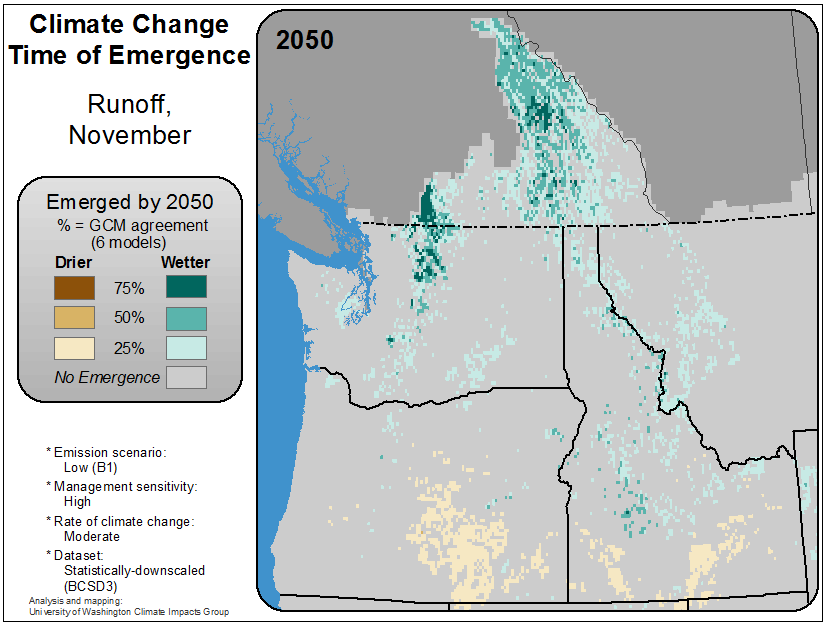 Climate Change
Time of Emergence
Runoff,
November
Emerged by 2050
% = GCM agreement
(6 models)
Drier Wetter
75%
50%
25%
No Emergence
* Emission scenario:
Low (B1)
* Management sensitivity:
High
* Rate of climate change:
Moderate
* Dataset:
Statistically-downscaled
(BCSD3)
Analysis and mapping:
University of Washington Climate Impacts Group
2050